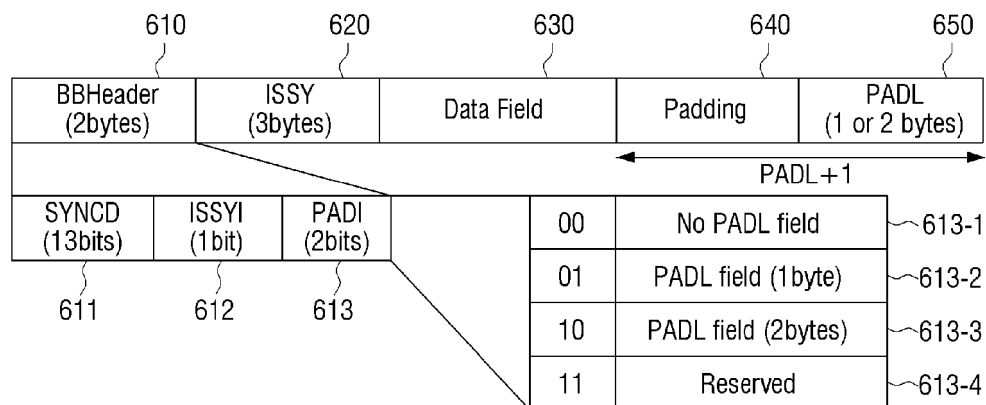 610
620
630
640
650
BBHeader
(2bytes)
ISSY
(3bytes)
Data Field
Padding
PADL
(1 or 2 bytes)
PADL+1
SYNCD
(13bits)
ISSYI
(1bit)
PADI
(2bits)
611
612
613
00
No PADL field
613-1
01
PADL field (1byte)
613-2
10
PADL field (2bytes)
613-3
11
Reserved
613-4